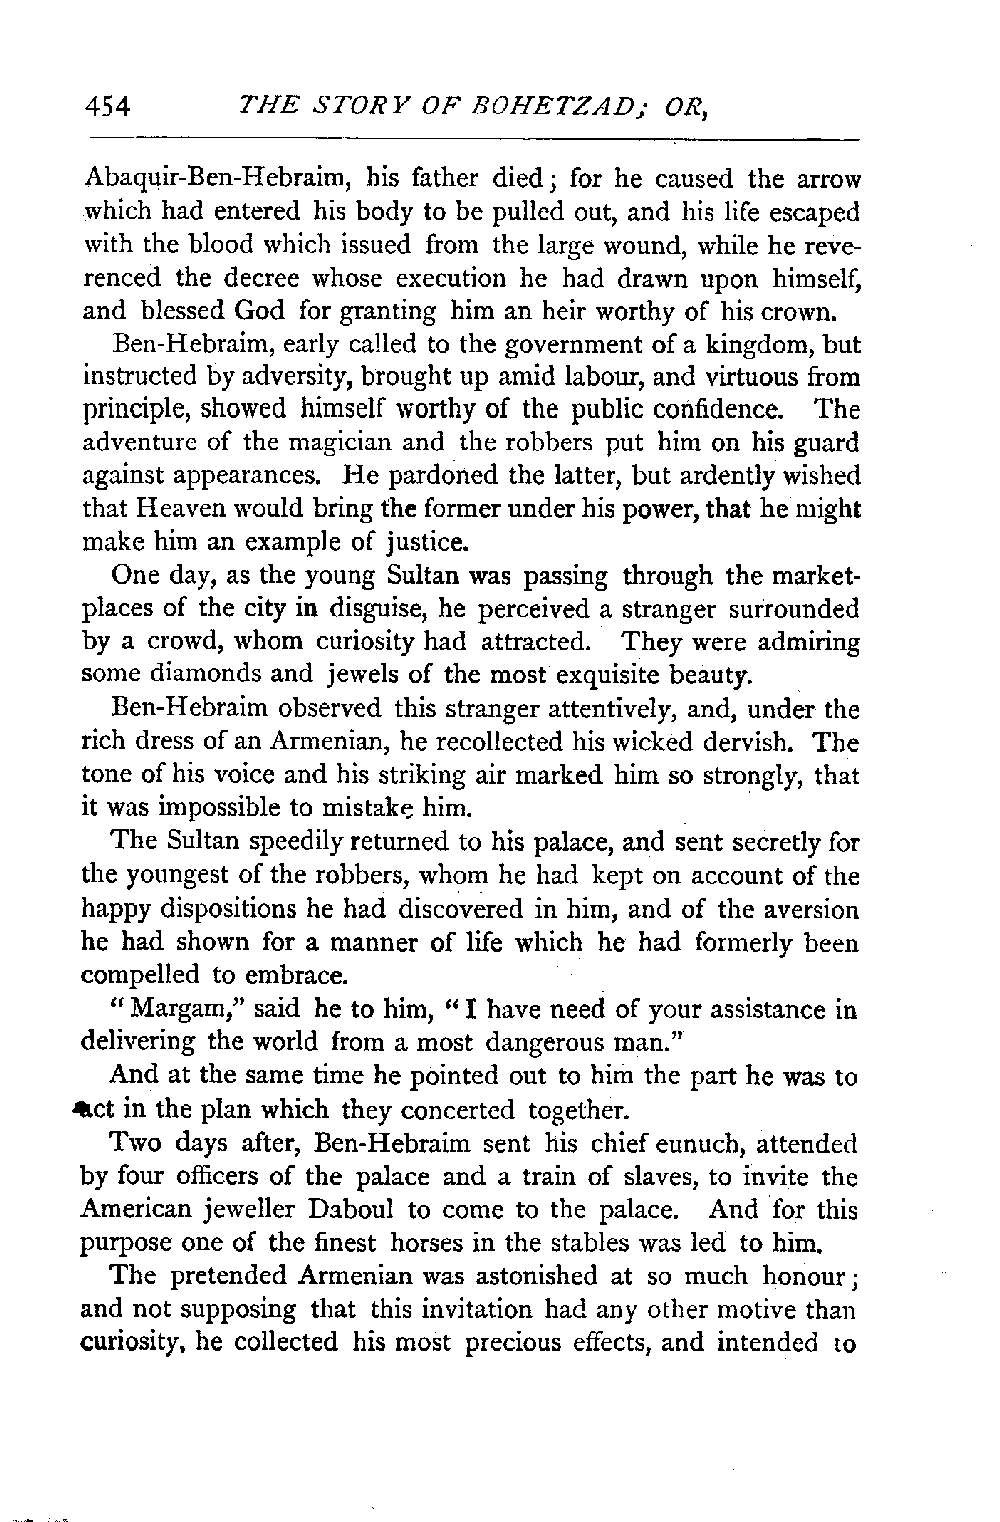 454 THE STORY OF BOHETZAD; OR,
Abaquir-Ben-Hebraim, his father died; for he caused the arrow
which had entered his body to be pulled out, and his life escaped
with the blood which issued from the large wound, while he reve-
renced the decree whose execution he had drawn upon himself,
and blessed God for granting him an heir worthy of his crown.
Ben-Hebraim, early called to the government of a kingdom, but
instructed by adversity, brought up amid labour, and virtuous from
principle, showed himself worthy of the public confidence. The
adventure of the magician and the robbers put him on his guard
against appearances. He pardoned the latter, but ardently wished
that Heaven would bring the former under his power, that he might
make him an example of justice.
One day, as the young Sultan was passing through the market-
places of the city in disguise, he perceived a stranger surrounded
by a crowd, whom curiosity had attracted. They were admiring
some diamonds and jewels of the most exquisite beauty.
Ben-Hebraim observed this stranger attentively, and, under the
rich dress of an Armenian, he recollected his wicked dervish. The
tone of his voice and his striking air marked him so strongly, that
it was impossible to mistake him.
The Sultan speedily returned to his palace, and sent secretly for
the youngest of the robbers, whom he had kept on account of the
happy dispositions he had discovered in him, and of the aversion
he had shown for a manner of life which he had formerly been
compelled to embrace.
“Margam,” said he to him, “I have need of your assistance in
delivering the world from a most dangerous man.”
And at the same time he pointed out to him the part he was to
act in the plan which they concerted together.
Two days after, Ben-Hebraim sent his chief eunuch, attended
by four officers of the palace and a train of slaves, to invite the
American jeweller Daboul to come to the palace. And for this
purpose one of the finest horses in the stables was led to him.
The pretended Armenian was astonished at so much honour;
and not supposing that this invitation had any other motive than
curiosity, he collected his most precious effects, and intended to